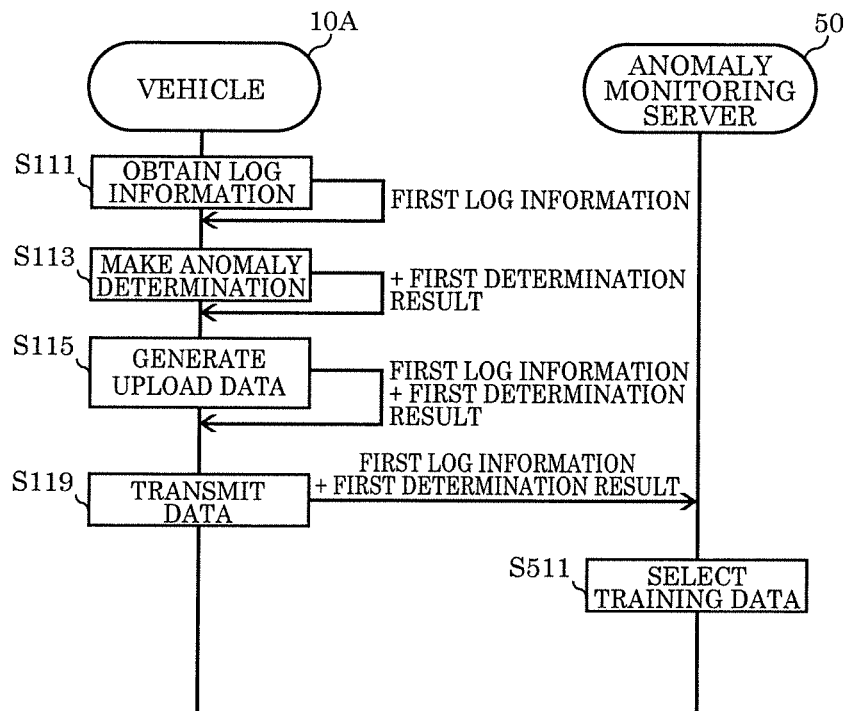 10A
50
VEHICLE
ANOMALY
MONITORING
SERVER
S111
OBTAIN LOG
INFORMATION
FIRST LOG INFORMATION
S113
MAKE ANOMALY
DETERMINATION
+ FIRST DETERMINATION
RESULT
S115
GENERATE
UPLOAD DATA
FIRST LOG INFORMATION
+ FIRST DETERMINATION
RESULT
S119
TRANSMIT
DATA
FIRST LOG INFORMATION
+ FIRST DETERMINATION RESULT
S511
SELECT
TRAINING DATA